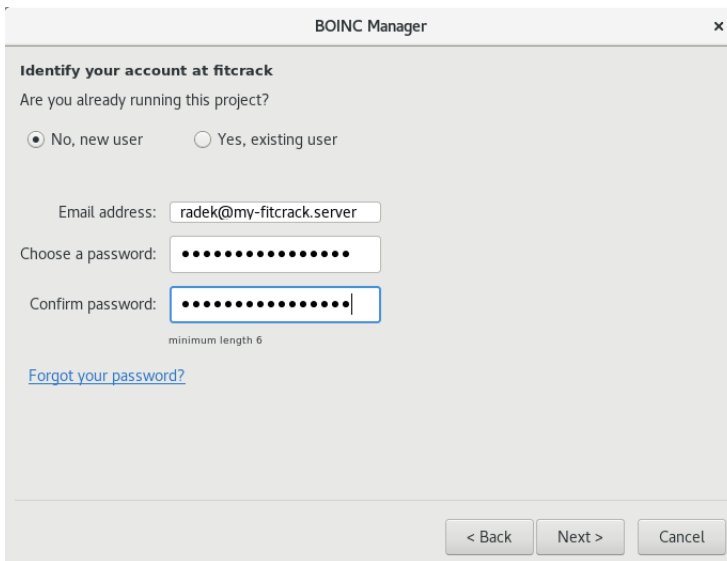 BOINC Manager
Identify your account at fitcrack
Are you already running this project?
No, new user Yes, existing user
Email address: radek@my-fitcrack.server
Choose a password: ••••••••••••••••
Confirm password: ••••••••••••••••
minimum length 6
Forgot your password?
< Back Next > Cancel